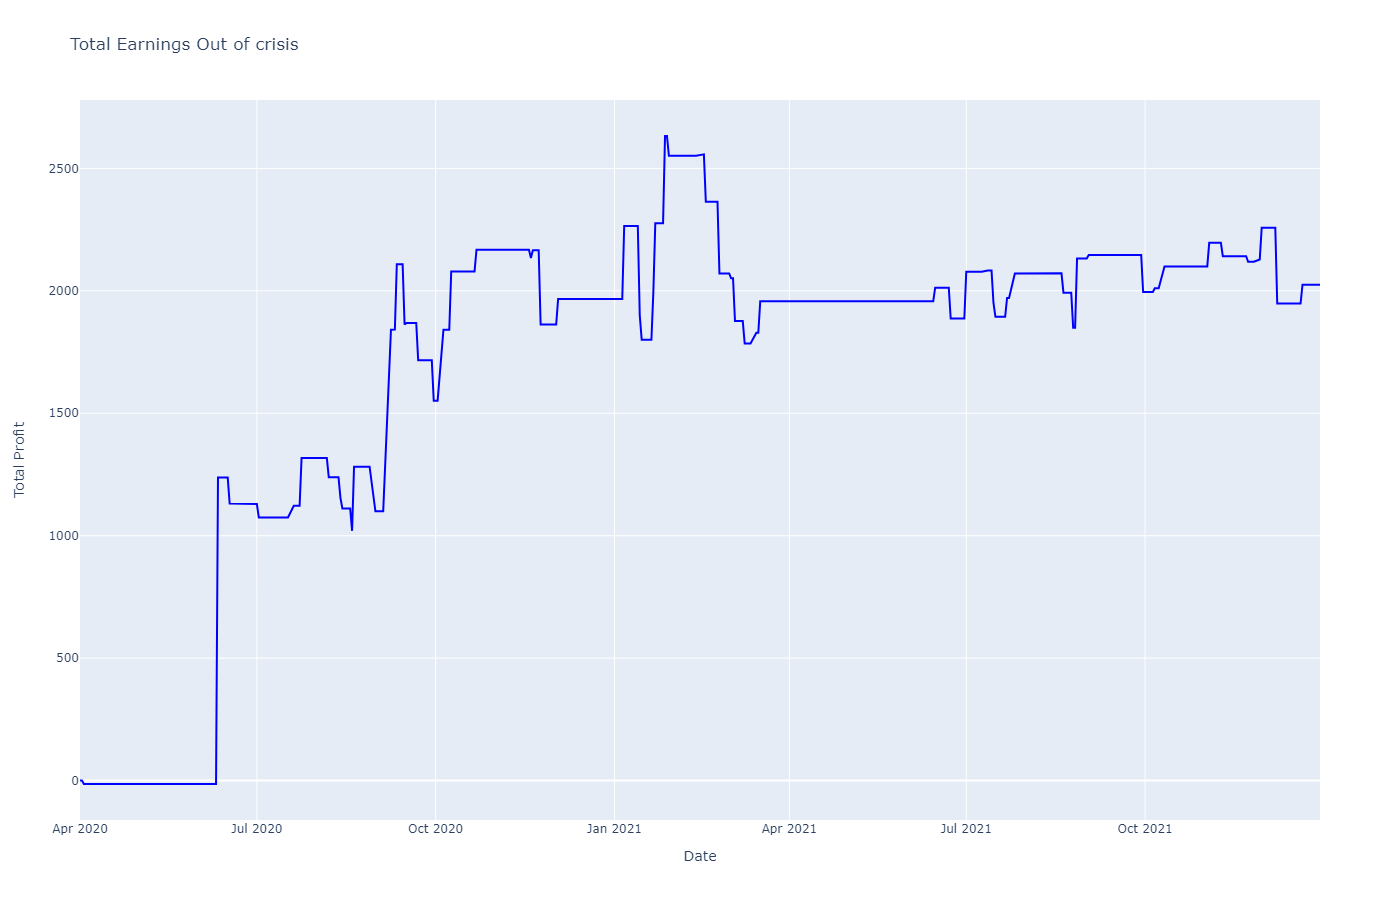 Total Earnings Out of crisis
2500
2000
1500
1000
500
0
Total Profit
Apr 2020
Jul 2020
Oct 2020
Jan 2021
Apr 2021
Jul 2021
Oct 2021
Date